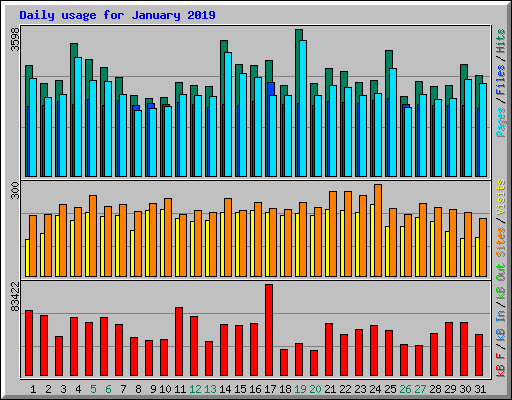 Daily usage for January 2019
3598
Pages / Files / Hits
300
kB F / kB In / kB Out Sites / Visits
83422
1 2 3 4 5 6 7 8 9 10 11 12 13 14 15 16 17 18 19 20 21 22 23 24 25 26 27 28 29 30 31